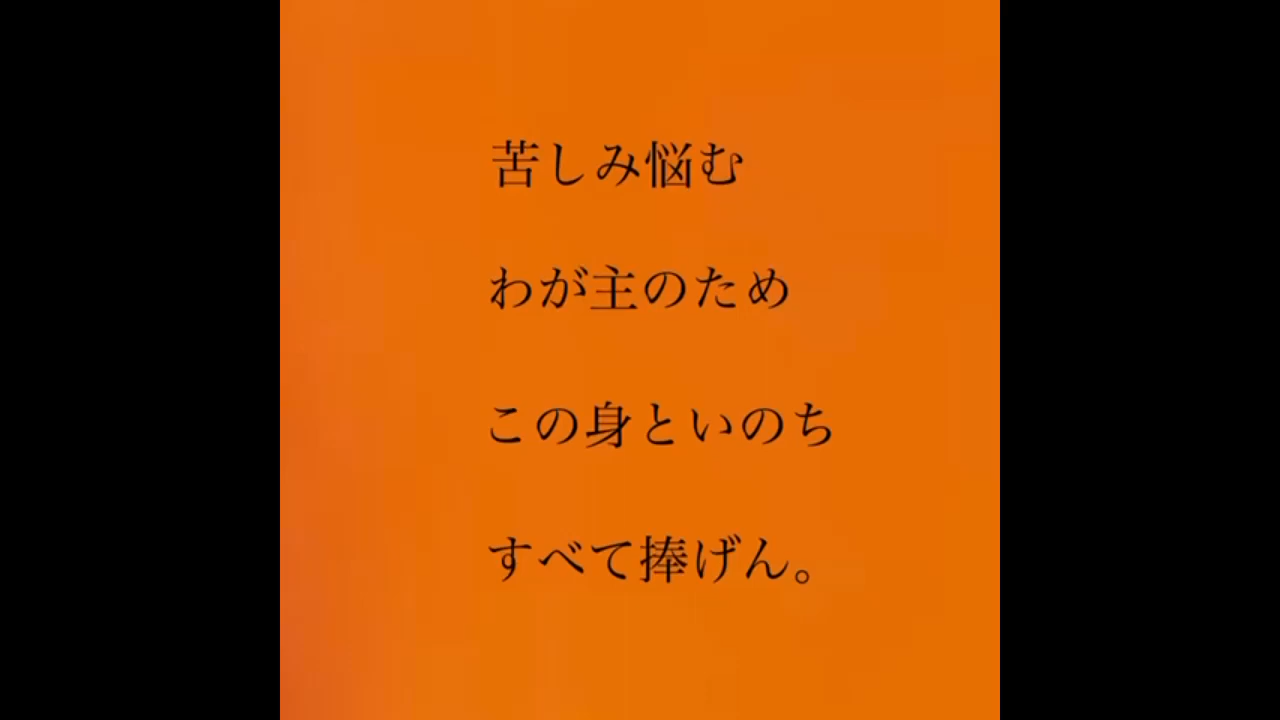 苦しみ悩む
わが主のため
この身といのち
すべて捧げん。